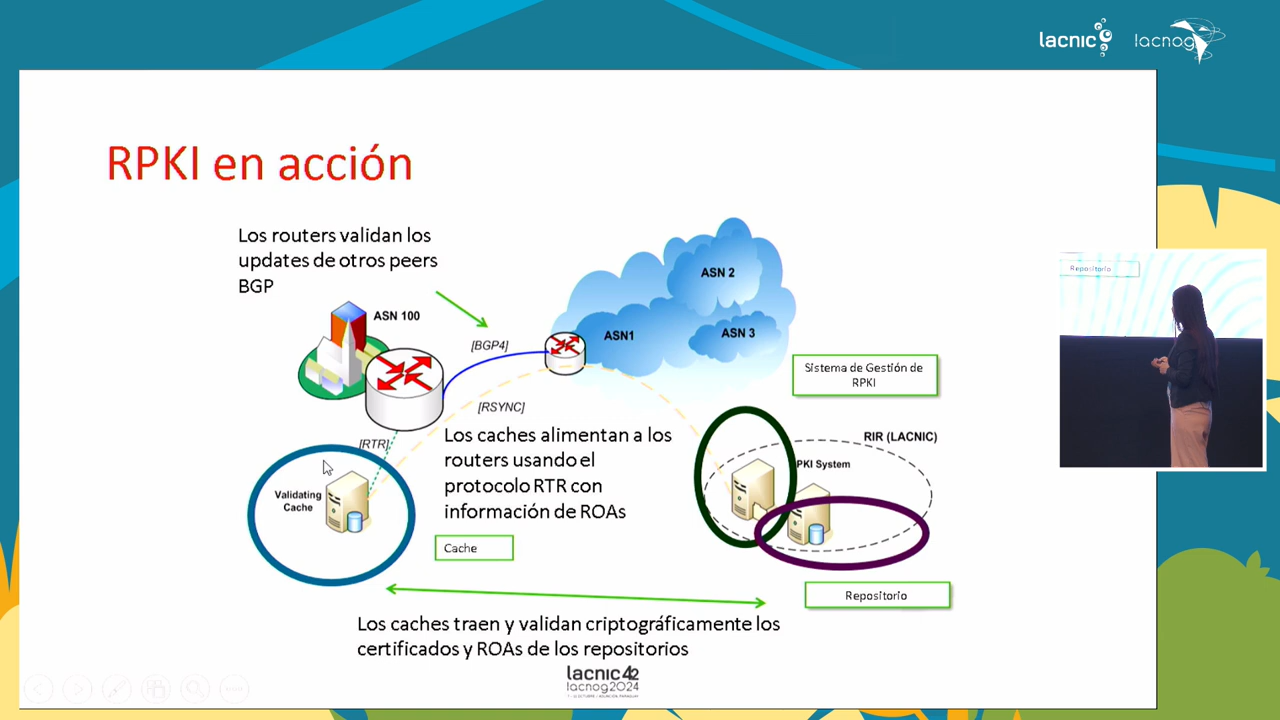 lacnic
lacnog
RPKI en acción
Los routers validan los
updates de otros peers
BGP
ASN 100
ASN 2
ASN1
ASN 3
[BGP4]
[RSYNC]
[RTR]
Sistema de Gestión de
RPKI
Repositorio
Los caches alimentan a los
routers usando el
protocolo RTR con
información de ROAs
RIR (LACNIC)
PKI System
Validating
Cache
Cache
Repositorio
Los caches traen y validan criptográficamente los
certificados y ROAs de los repositorios
lacnic42
lacnog2024